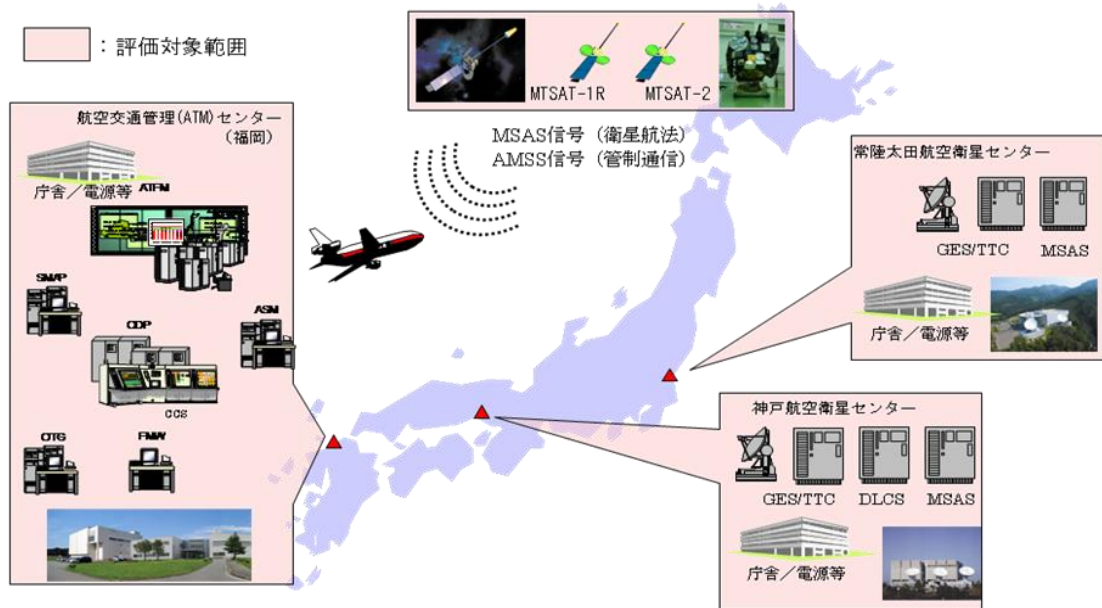 ：評価対象範囲
MTSAT-1R
MTSAT-2
MSAS信号（衛星航法）
AMSS信号（管制通信）
航空交通管理(ATM)センター
（福岡）
庁舎／電源等
ATFM
SMAP
ASM
ODP
CCS
OTG
FMW
常陸太田航空衛星センター
GES/TTC
MSAS
庁舎／電源等
神戸航空衛星センター
GES/TTC
DLCS
MSAS
庁舎／電源等